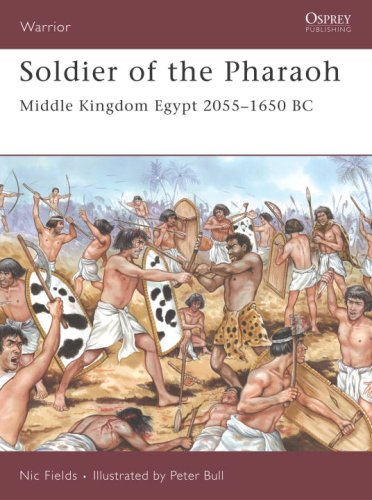 Warrior
OSPREY
PUBLISHING
Soldier of the Pharaoh
Middle Kingdom Egypt 2055–1650 BC
Nic Fields • Illustrated by Peter Bull